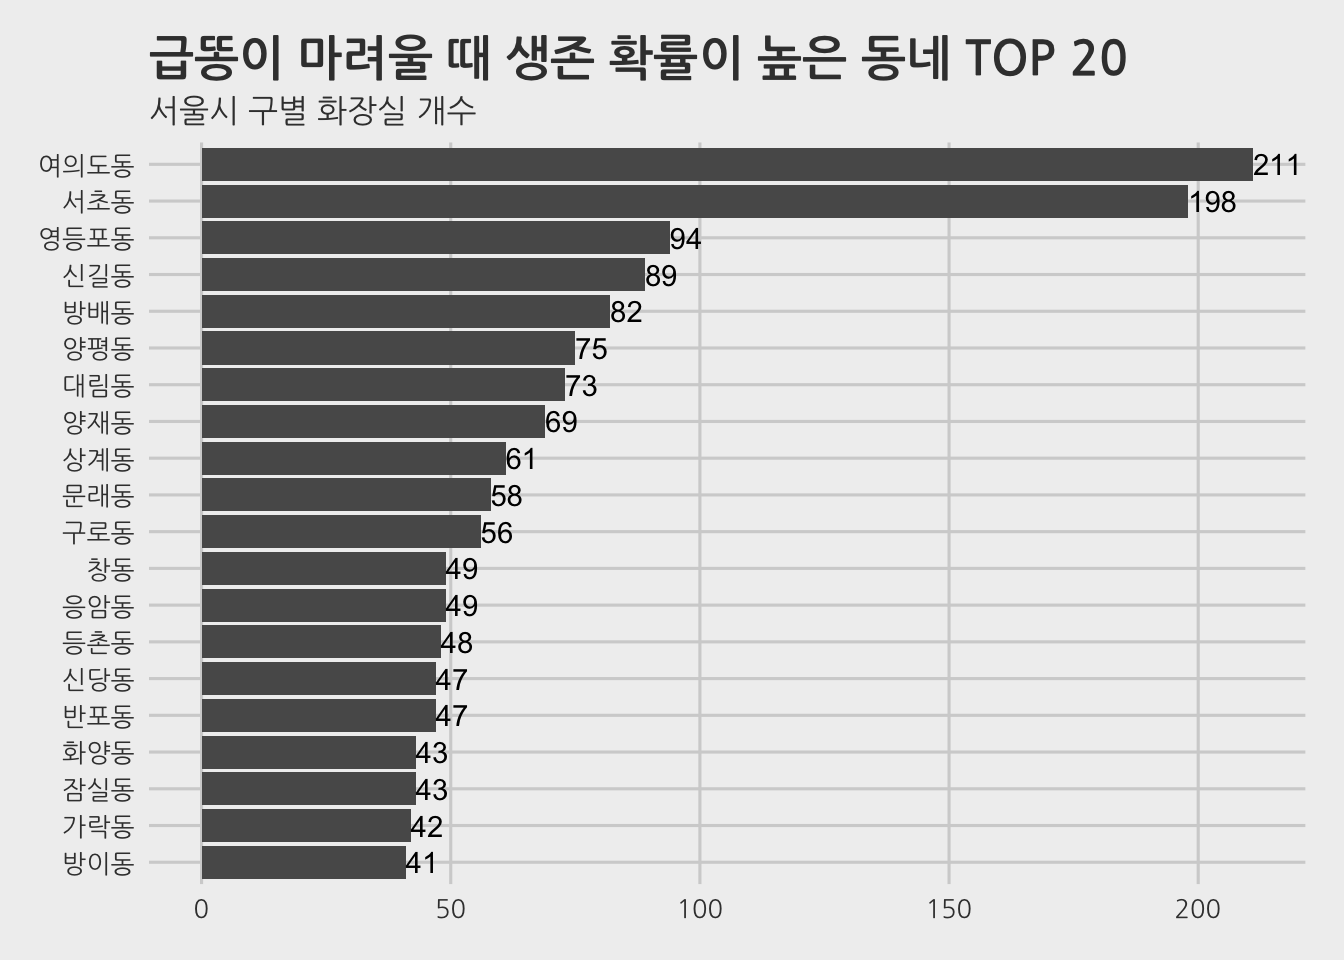 급똥이 마려울 때 생존 확률이 높은 동네 TOP 20
서울시 구별 화장실 개수
여의도동 211
서초동 198
영등포동 94
신길동 89
방배동 82
양평동 75
대림동 73
양재동 69
상계동 61
문래동 58
구로동 56
창동 49
응암동 49
등촌동 48
신당동 47
반포동 47
화양동 43
잠실동 43
가락동 42
방이동 41
0 50 100 150 200